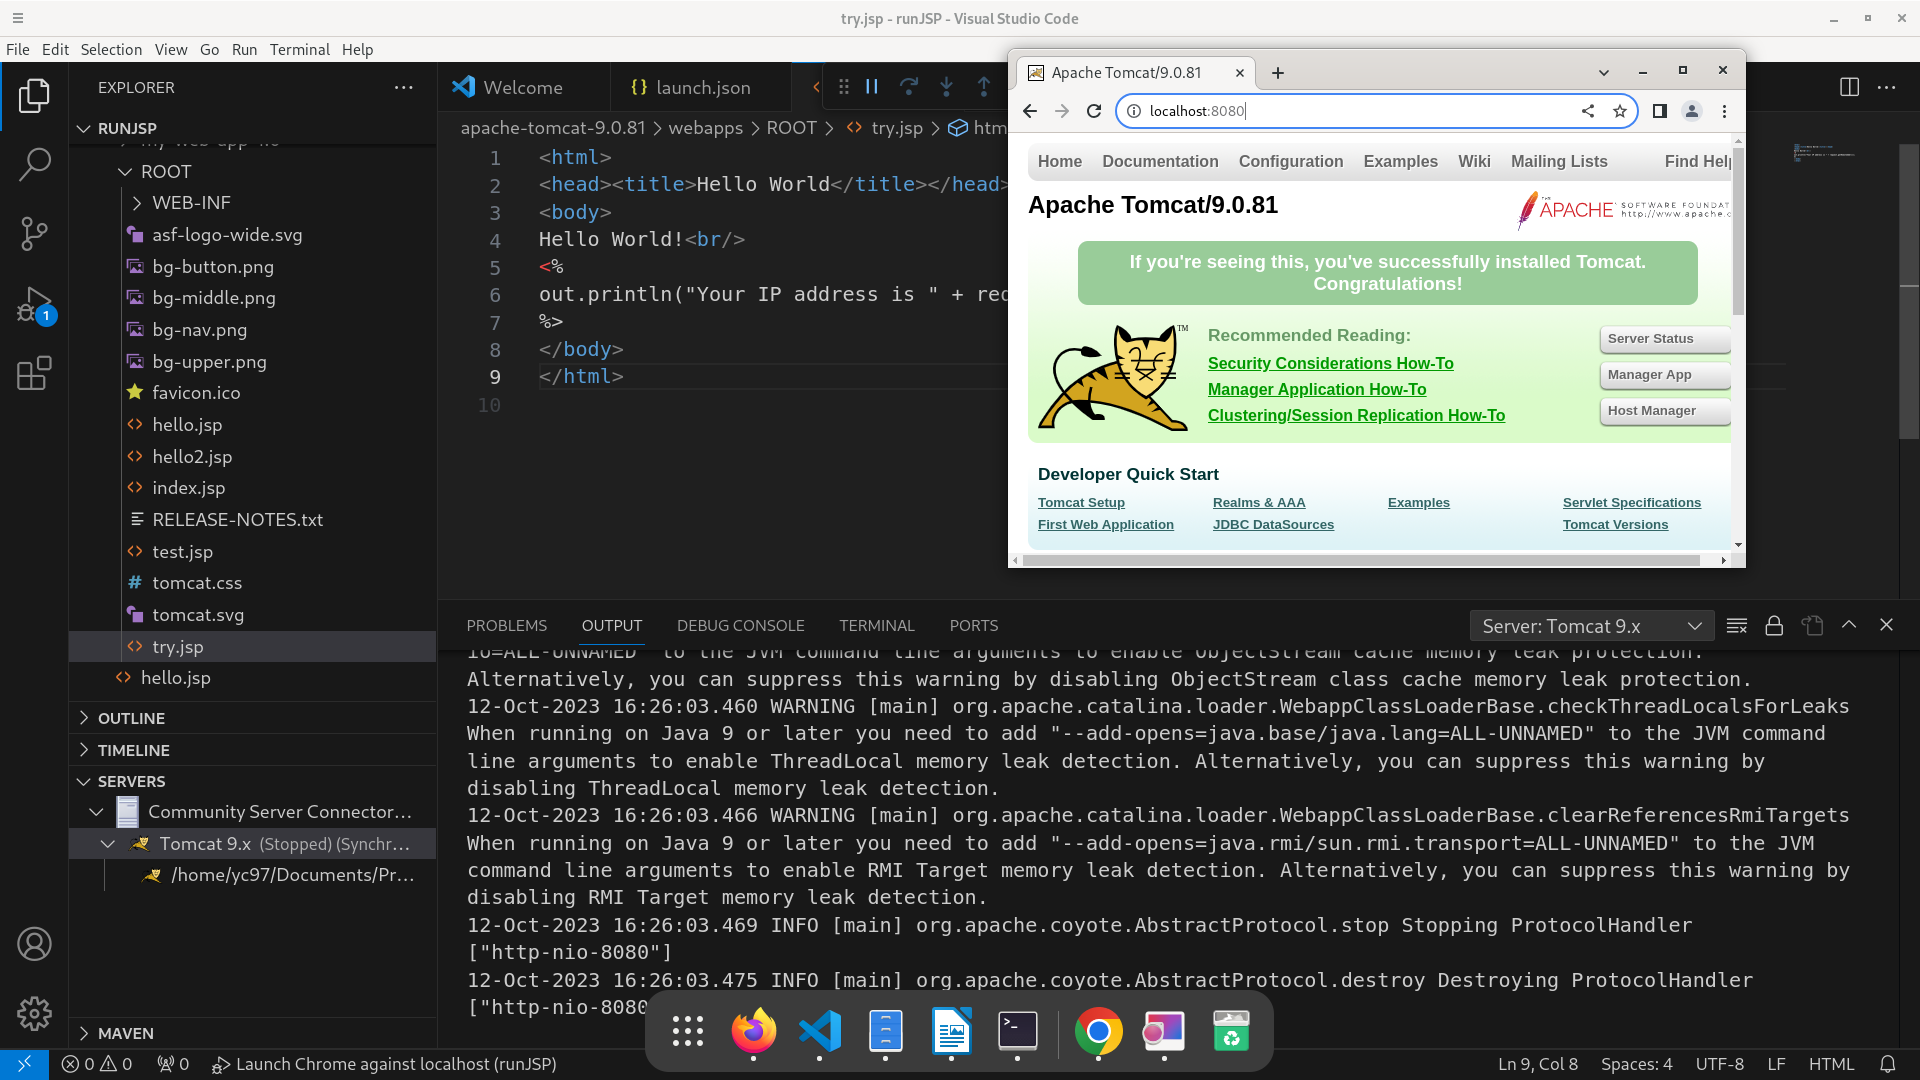 try.jsp - runJSP - Visual Studio Code
File Edit Selection View Go Run Terminal Help
EXPLORER
RUNJSP
ROOT
WEB-INF
asf-logo-wide.svg
bg-button.png
bg-middle.png
bg-nav.png
bg-upper.png
favicon.ico
hello.jsp
hello2.jsp
index.jsp
RELEASE-NOTES.txt
test.jsp
tomcat.css
tomcat.svg
try.jsp
hello.jsp
OUTLINE
TIMELINE
SERVERS
Community Server Connector...
Tomcat 9.x (Stopped) (Synchr...
/home/yc97/Documents/Pr...
MAVEN
1
Welcome
launch.json
apache-tomcat-9.0.81 > webapps > ROOT > try.jsp > htm
1 <html>
2 <head><title>Hello World</title></head>
3 <body>
4 Hello World!<br/>
5 <%
6 out.println("Your IP address is " + rec
7 %>
8 </body>
9 </html>
10
Apache Tomcat/9.0.81
localhost:8080
Home Documentation Configuration Examples Wiki Mailing Lists Find Help
Apache Tomcat/9.0.81
THE APACHE SOFTWARE FOUNDAT
http://www.apache.c
If you're seeing this, you've successfully installed Tomcat.
Congratulations!
TM
Recommended Reading:
Security Considerations How-To
Manager Application How-To
Clustering/Session Replication How-To
Server Status
Manager App
Host Manager
Developer Quick Start
Tomcat Setup Realms & AAA Examples Servlet Specifications
First Web Application JDBC DataSources Tomcat Versions
PROBLEMS OUTPUT DEBUG CONSOLE TERMINAL PORTS Server: Tomcat 9.x
io=ALL-UNNAMED" to the JVM command line arguments to enable ObjectStream cache memory leak protection.
Alternatively, you can suppress this warning by disabling ObjectStream class cache memory leak protection.
12-Oct-2023 16:26:03.460 WARNING [main] org.apache.catalina.loader.WebappClassLoaderBase.checkThreadLocalsForLeaks
When running on Java 9 or later you need to add "--add-opens=java.base/java.lang=ALL-UNNAMED" to the JVM command
line arguments to enable ThreadLocal memory leak detection. Alternatively, you can suppress this warning by
disabling ThreadLocal memory leak detection.
12-Oct-2023 16:26:03.466 WARNING [main] org.apache.catalina.loader.WebappClassLoaderBase.clearReferencesRmiTargets
When running on Java 9 or later you need to add "--add-opens=java.rmi/sun.rmi.transport=ALL-UNNAMED" to the JVM
command line arguments to enable RMI Target memory leak detection. Alternatively, you can suppress this warning by
disabling RMI Target memory leak detection.
12-Oct-2023 16:26:03.469 INFO [main] org.apache.coyote.AbstractProtocol.stop Stopping ProtocolHandler
["http-nio-8080"]
12-Oct-2023 16:26:03.475 INFO [main] org.apache.coyote.AbstractProtocol.destroy Destroying ProtocolHandler
["http-nio-8080
0 0 0 Launch Chrome against localhost (runJSP) Ln 9, Col 8 Spaces: 4 UTF-8 LF HTML